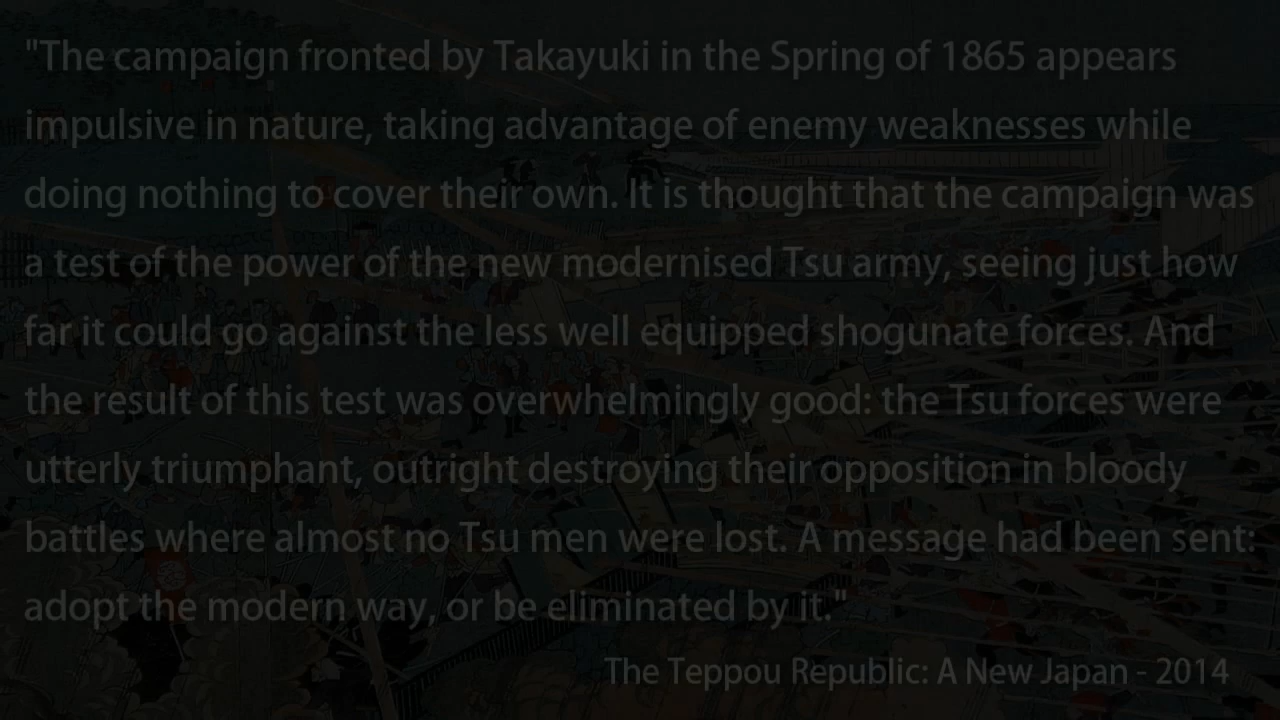 "The campaign fronted by Takayuki in the Spring of 1865 appears
impulsive in nature, taking advantage of enemy weaknesses while
doing nothing to cover their own. It is thought that the campaign was
a test of the power of the new modernised Tsu army, seeing just how
far it could go against the less well equipped shogunate forces. And
the result of this test was overwhelmingly good: the Tsu forces were
utterly triumphant, outright destroying their opposition in bloody
battles where almost no Tsu men were lost. A message had been sent:
adopt the modern way, or be eliminated by it."
The Teppou Republic: A New Japan - 2014